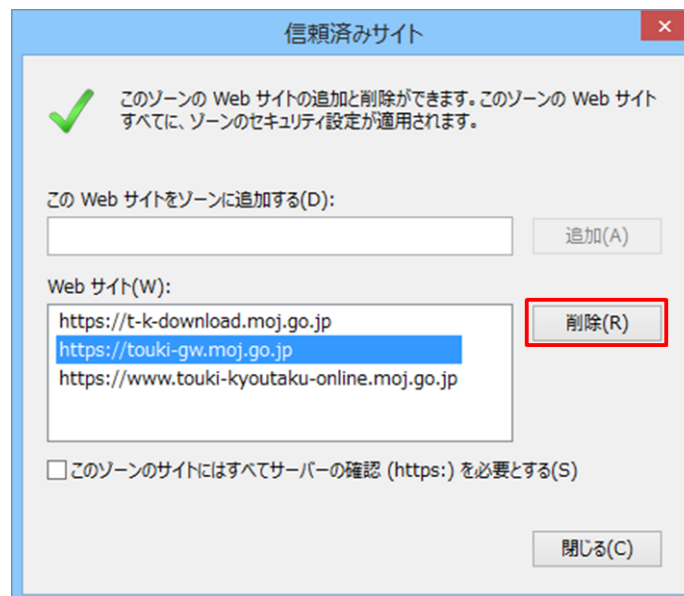 信頼済みサイト
このゾーンの Web サイトの追加と削除ができます。このゾーンの Web サイト
すべてに、ゾーンのセキュリティ設定が適用されます。
この Web サイトをゾーンに追加する(D):
追加(A)
Web サイト(W):
https://t-k-download.moj.go.jp
削除(R)
https://touki-gw.moj.go.jp
https://www.touki-kyoutaku-online.moj.go.jp
このゾーンのサイトにはすべてサーバーの確認 (https:) を必要とする(S)
閉じる(C)